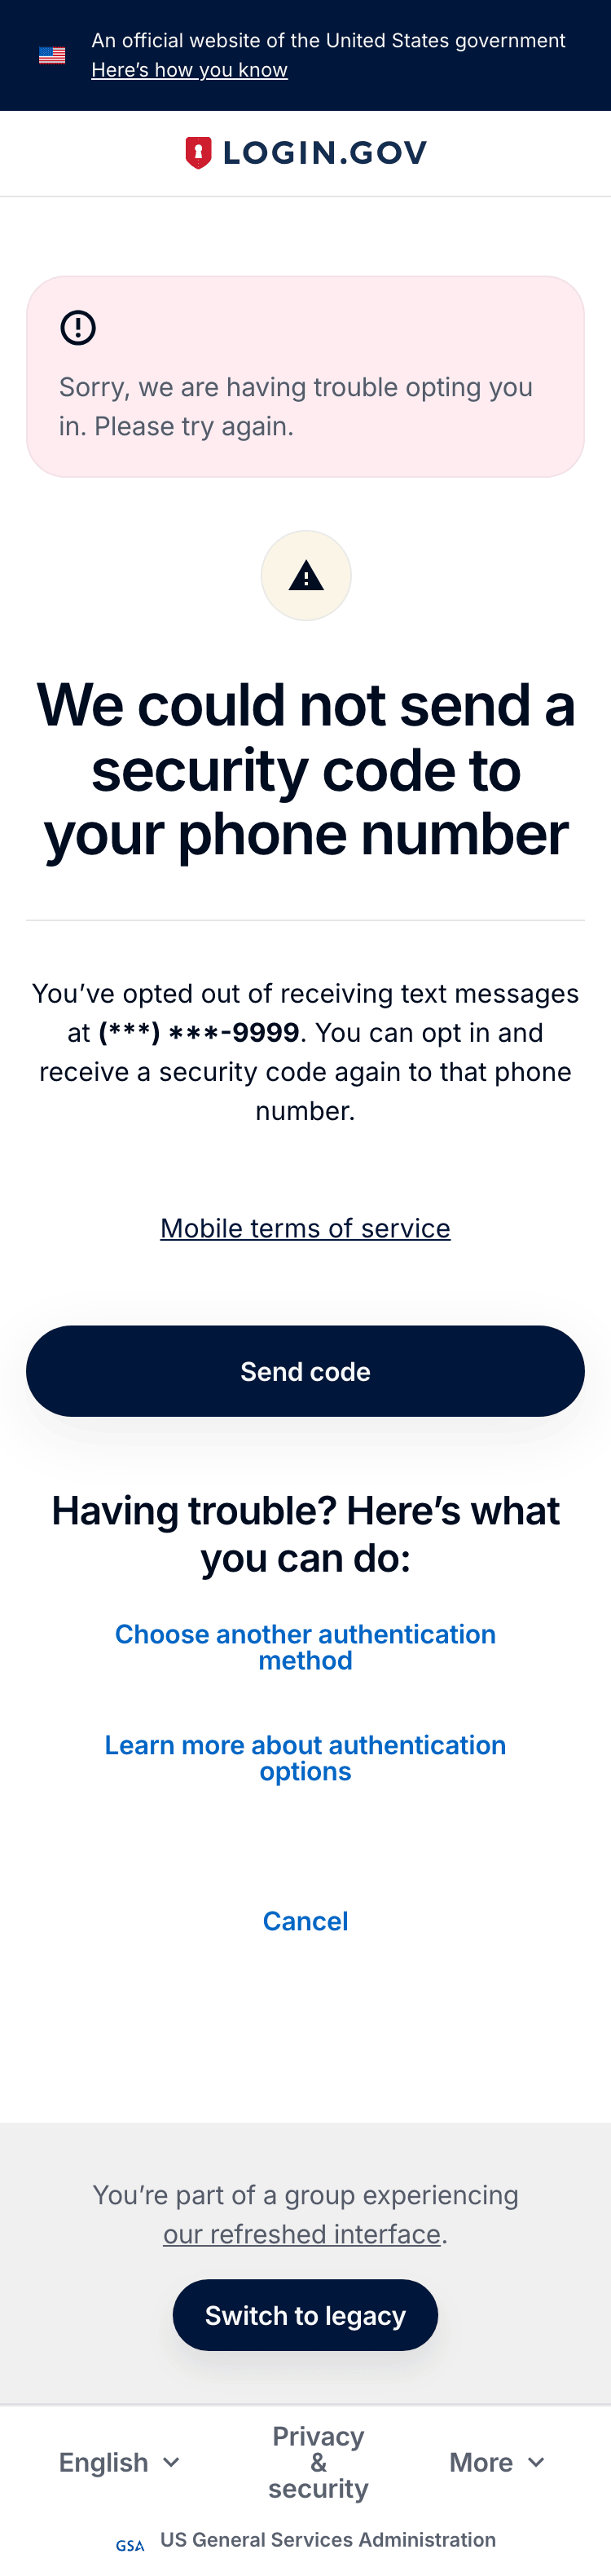 An official website of the United States government
Here’s how you know
LOGIN.GOV
Sorry, we are having trouble opting you
in. Please try again.
We could not send a
security code to
your phone number
You’ve opted out of receiving text messages
at (***) ***-9999. You can opt in and
receive a security code again to that phone
number.
Mobile terms of service
Send code
Having trouble? Here’s what
you can do:
Choose another authentication
method
Learn more about authentication
options
Cancel
You’re part of a group experiencing
our refreshed interface.
Switch to legacy
English
Privacy
&
security
More
GSA US General Services Administration